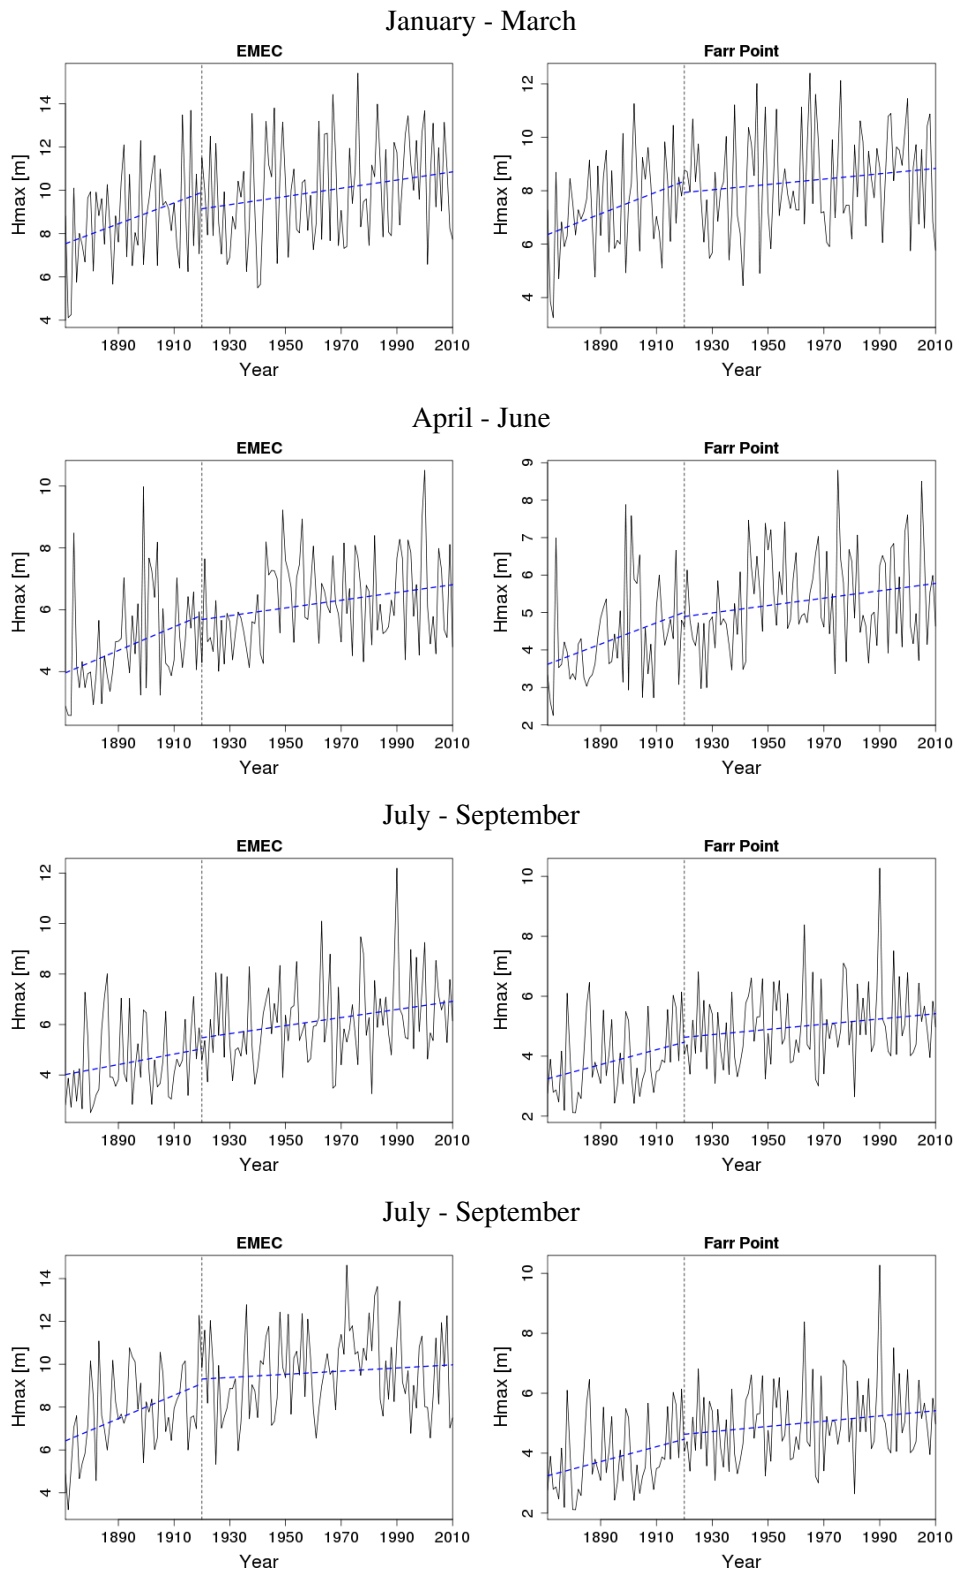 January - March
EMEC
Farr Point
Hmax [m]
4 6 8 10 12 14
1890 1910 1930 1950 1970 1990 2010
Year
Hmax [m]
4 6 8 10 12
1890 1910 1930 1950 1970 1990 2010
Year
April - June
EMEC
Farr Point
Hmax [m]
4 6 8 10
1890 1910 1930 1950 1970 1990 2010
Year
Hmax [m]
2 3 4 5 6 7 8 9
1890 1910 1930 1950 1970 1990 2010
Year
July - September
EMEC
Farr Point
Hmax [m]
4 6 8 10 12
1890 1910 1930 1950 1970 1990 2010
Year
Hmax [m]
2 4 6 8 10
1890 1910 1930 1950 1970 1990 2010
Year
July - September
EMEC
Farr Point
Hmax [m]
4 6 8 10 12 14
1890 1910 1930 1950 1970 1990 2010
Year
Hmax [m]
2 4 6 8 10
1890 1910 1930 1950 1970 1990 2010
Year